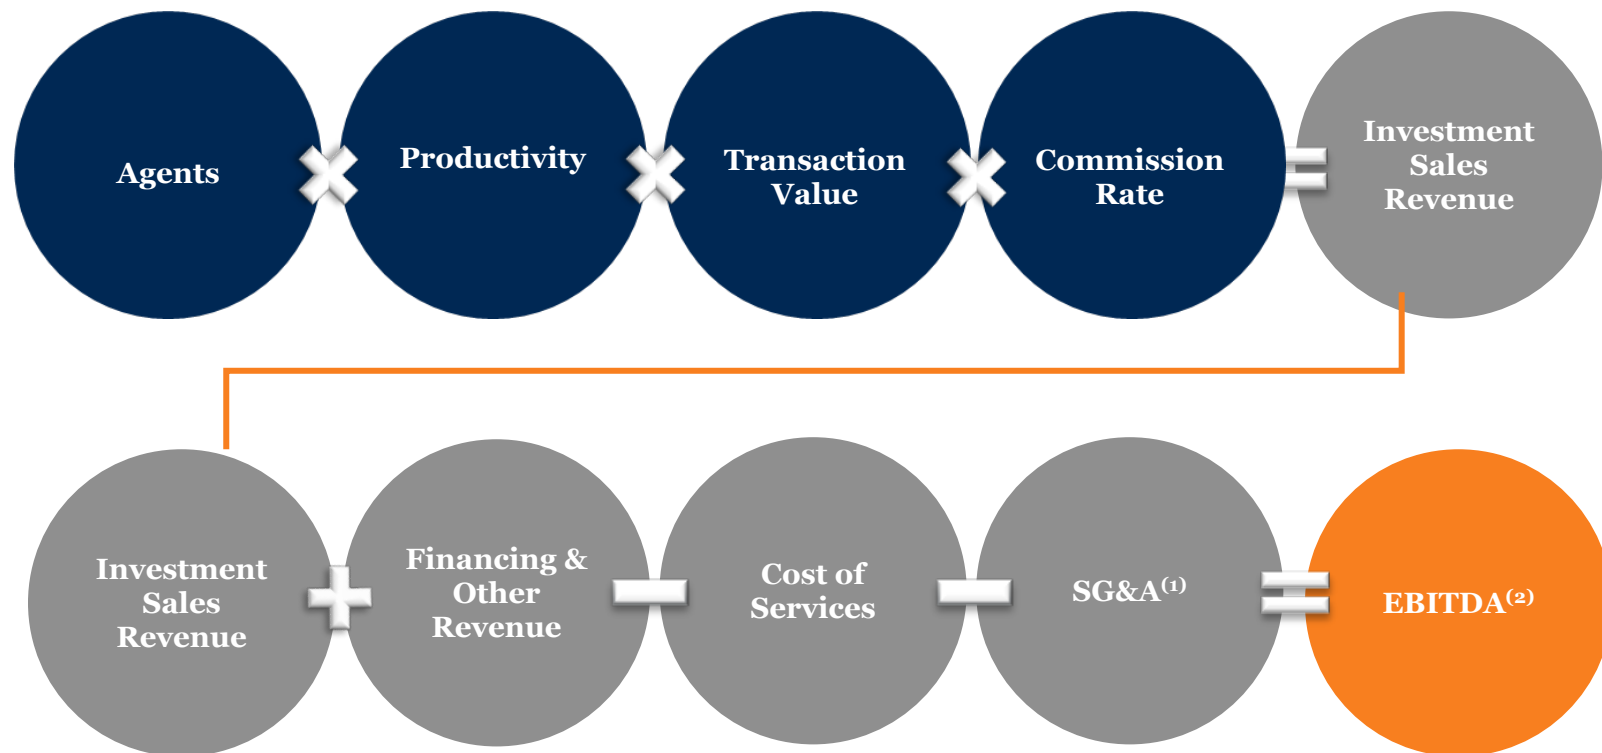 Agents
Productivity
Transaction
Value
Commission
Rate
Investment
Sales
Revenue
Investment
Sales
Revenue
Financing &
Other
Revenue
Cost of
Services
SG&A(1)
EBITDA(2)